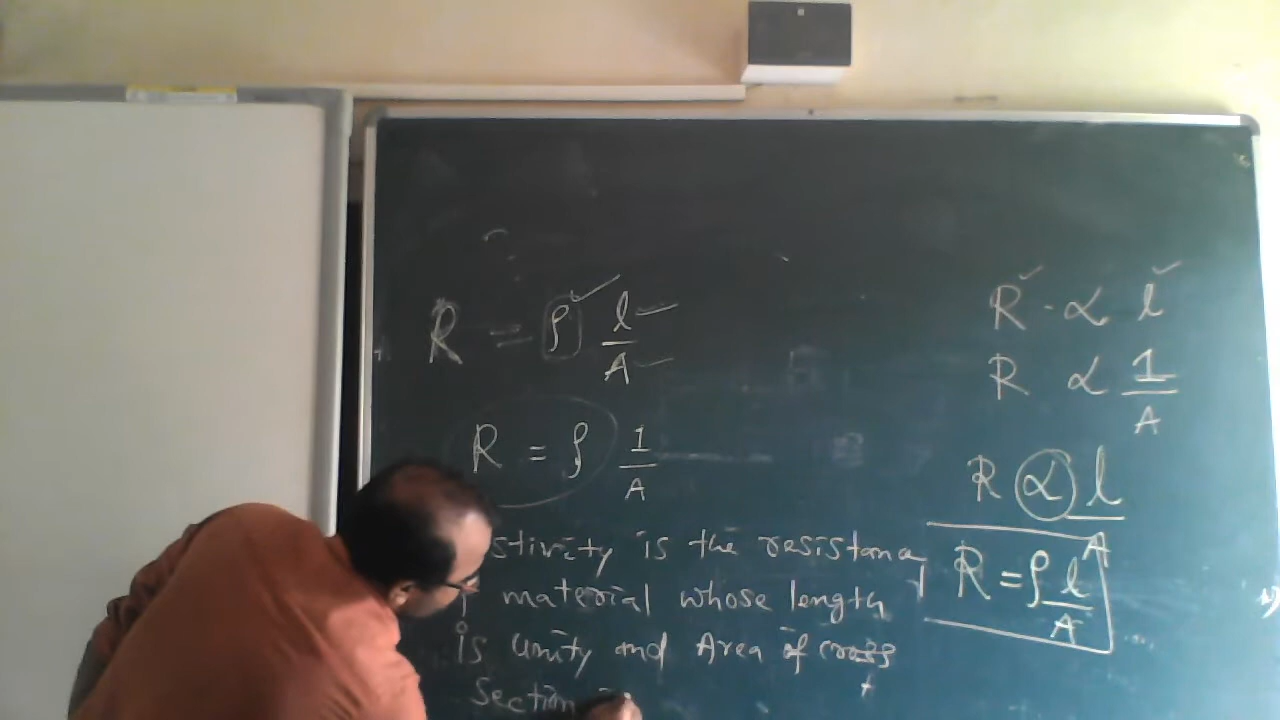 R = ρ l/A
R = ρ 1/A
stivity is the resistance
material whose length
is unity and Area of cross
Section
R α l
R α 1/A
R α l/A
R = ρ l/A